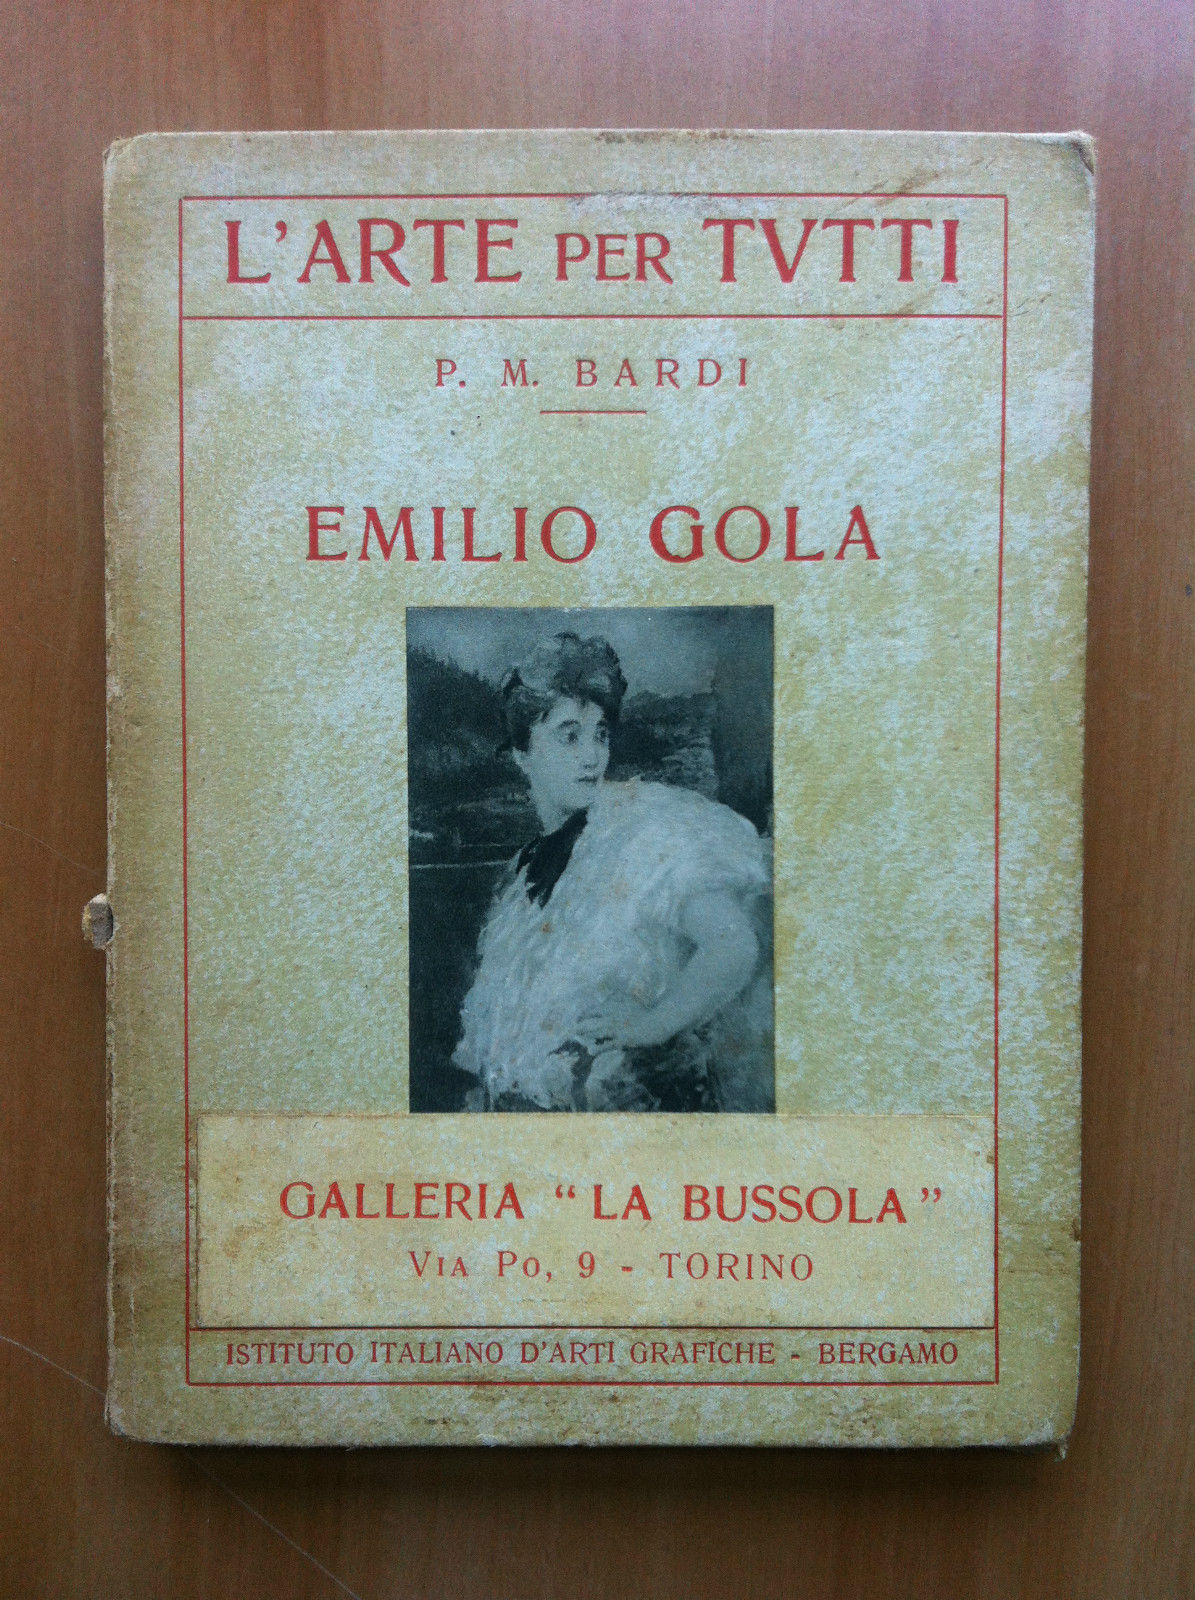 L'ARTE PER TVTTI
P. M. BARDI
EMILIO GOLA
GALLERIA “LA BUSSOLA”
VIA PO, 9 - TORINO
ISTITUTO ITALIANO D'ARTI GRAFICHE - BERGAMO